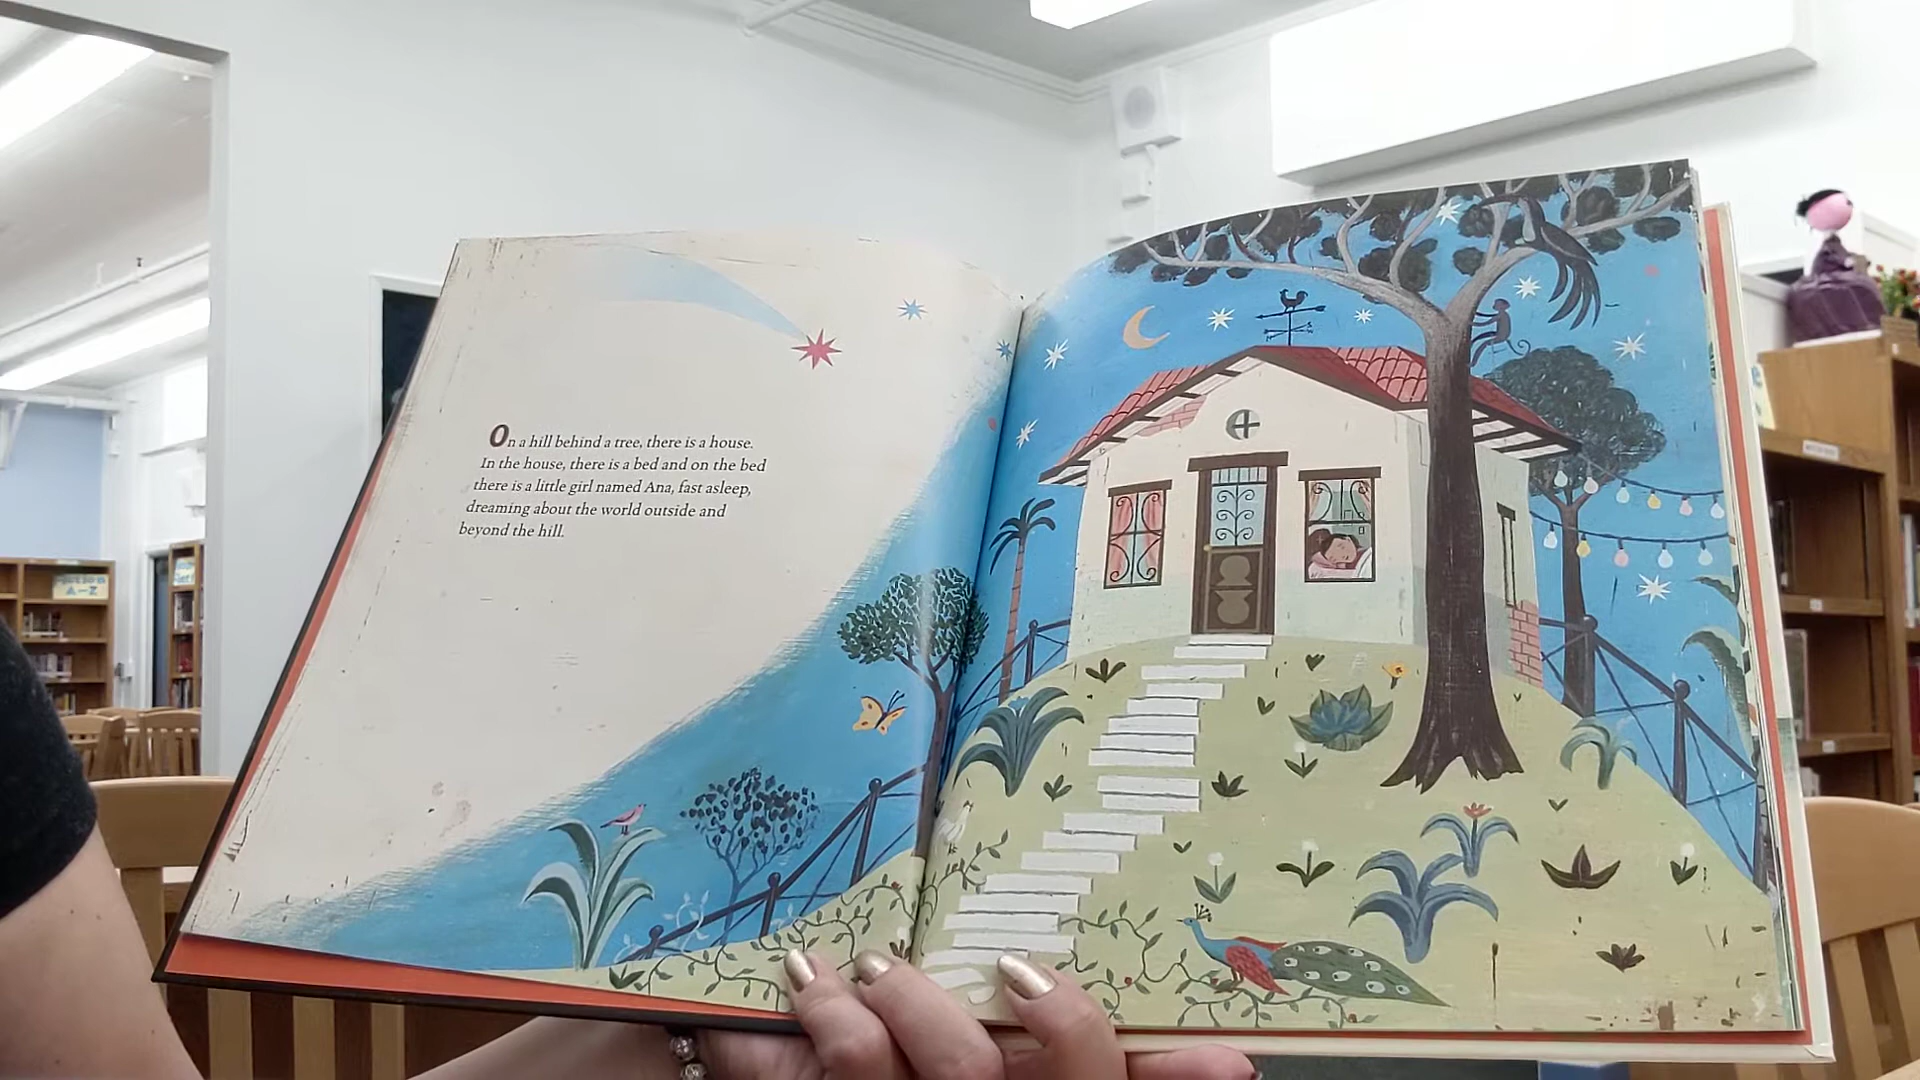 On a hill behind a tree, there is a house.
In the house, there is a bed and on the bed
there is a little girl named Ana, fast asleep,
dreaming about the world outside and
beyond the hill.
Fiction
A-Z